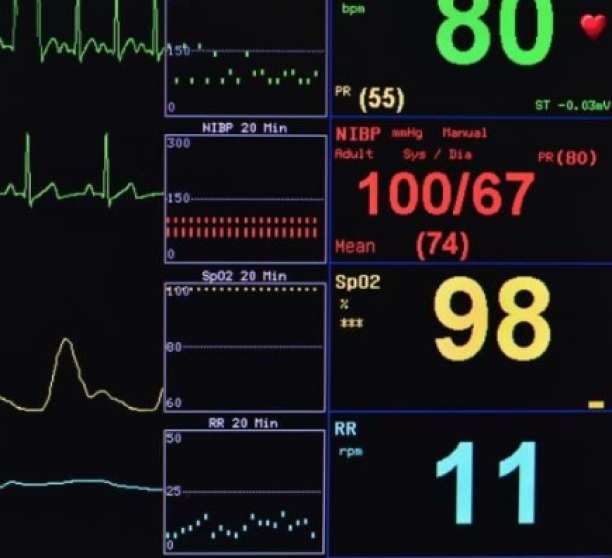 bpm
80
150
0
PR (55)
ST -0.03mV
NIBP 20 Min
300
150
0
NIBP mmHg Manual
Adult Sys / Dia PR(80)
100/67
Mean (74)
SpO2 20 Min
100
80
60
SpO2
%
***
98
RR 20 Min
50
25
0
RR
rpm
11